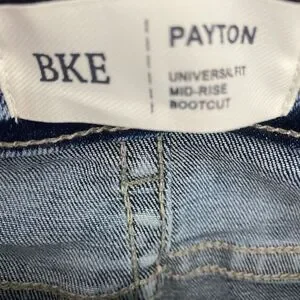 BKE
PAYTON
UNIVERSAL FIT
MID-RISE
BOOTCUT